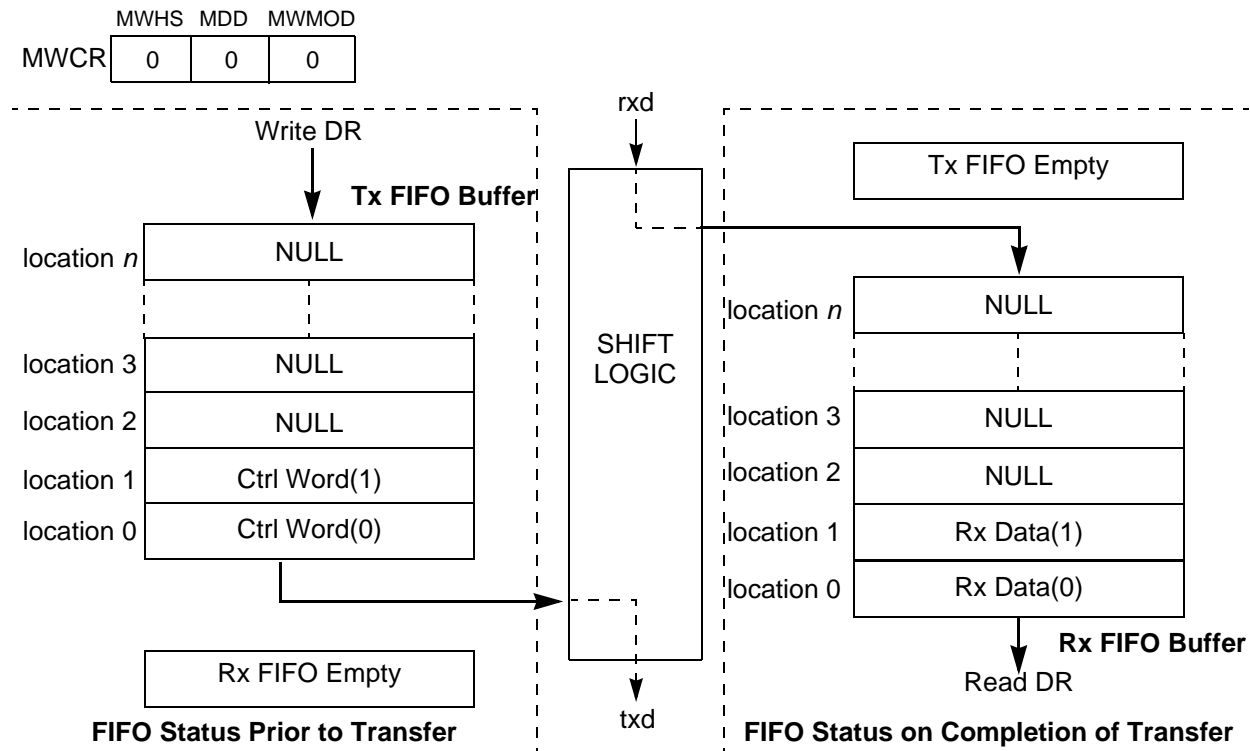 MWHS MDD MWMOD
MWCR 0 0 0
rxd
Write DR
Tx FIFO Buffer
location n NULL
location 3 NULL
location 2 NULL
location 1 Ctrl Word(1)
location 0 Ctrl Word(0)
Rx FIFO Empty
FIFO Status Prior to Transfer
SHIFT
LOGIC
txd
Tx FIFO Empty
location n NULL
location 3 NULL
location 2 NULL
location 1 Rx Data(1)
location 0 Rx Data(0)
Rx FIFO Buffer
Read DR
FIFO Status on Completion of Transfer